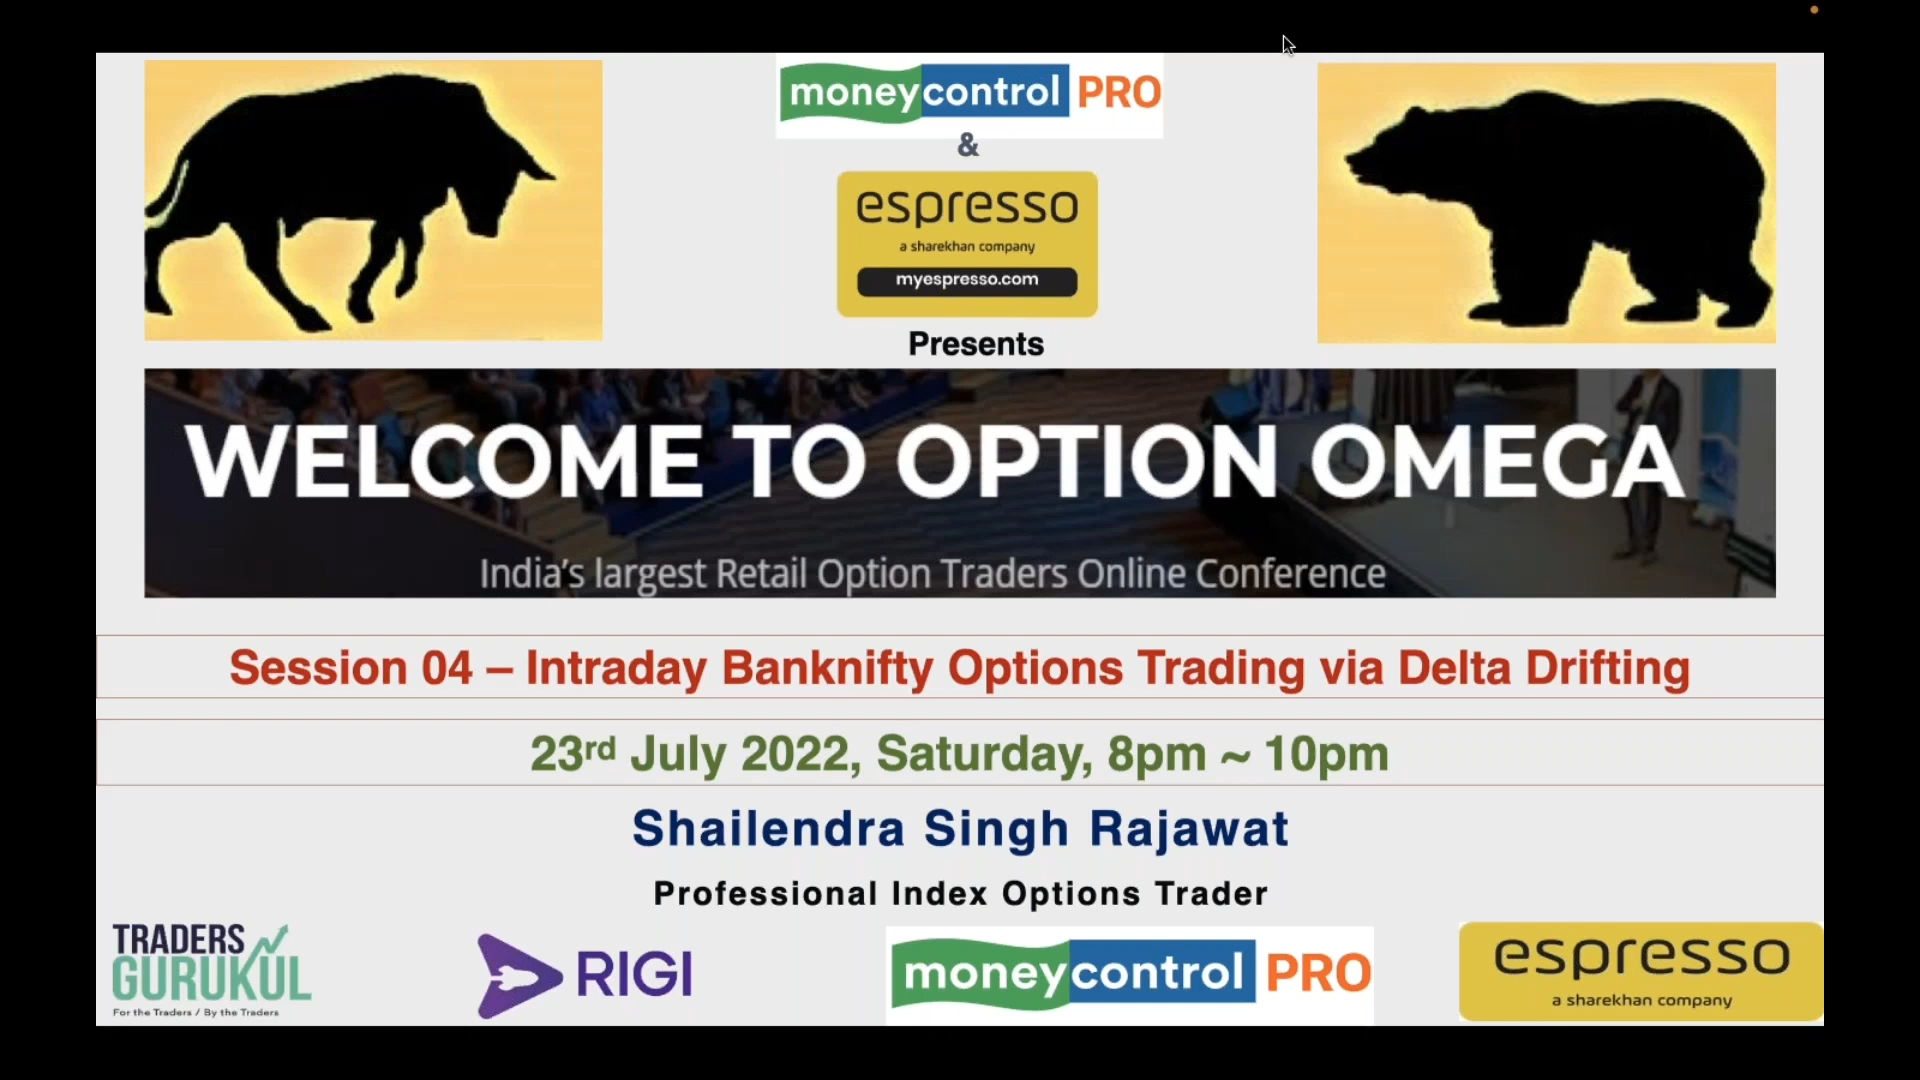 moneycontrol PRO
&
espresso
a sharekhan company
myespresso.com
Presents
WELCOME TO OPTION OMEGA
India's largest Retail Option Traders Online Conference
Session 04 – Intraday Banknifty Options Trading via Delta Drifting
23rd July 2022, Saturday, 8pm ~ 10pm
Shailendra Singh Rajawat
Professional Index Options Trader
TRADERS
GURUKUL
For the Traders / By the Traders
RIGI
moneycontrol PRO
espresso
a sharekhan company